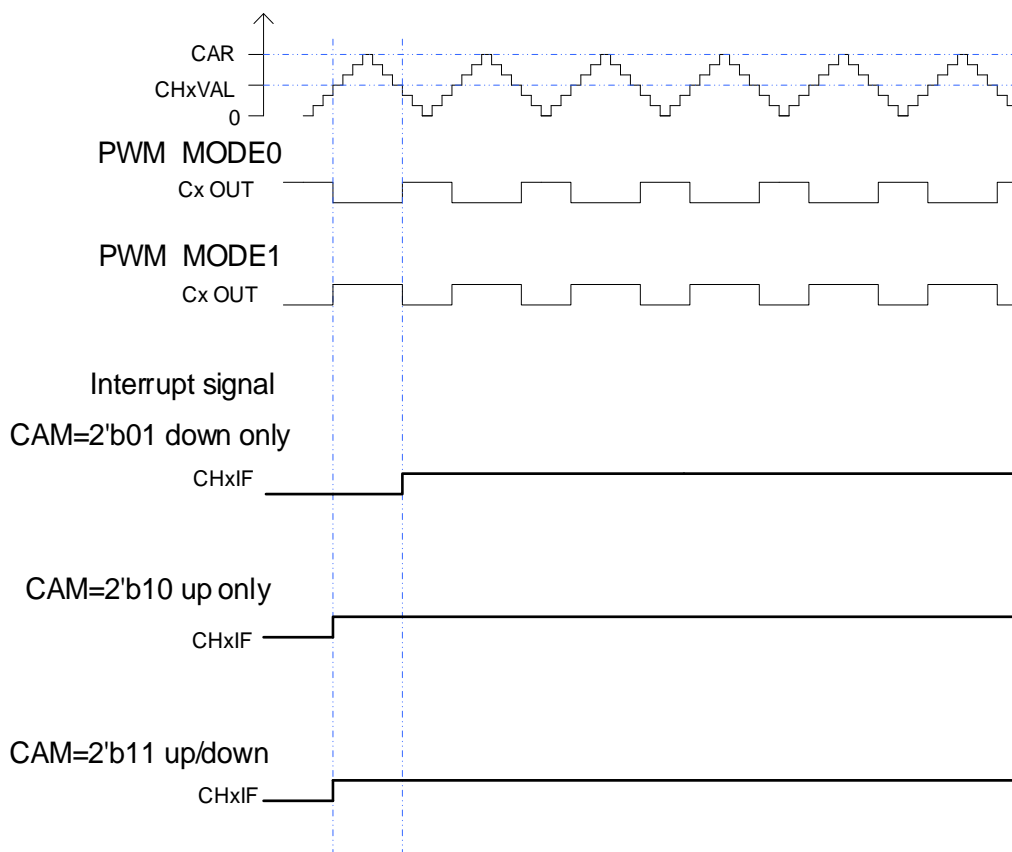 CAR
CHxVAL
0
PWM MODE0
Cx OUT
PWM MODE1
Cx OUT
Interrupt signal
CAM=2'b01 down only
CHxIF
CAM=2'b10 up only
CHxIF
CAM=2'b11 up/down
CHxIF